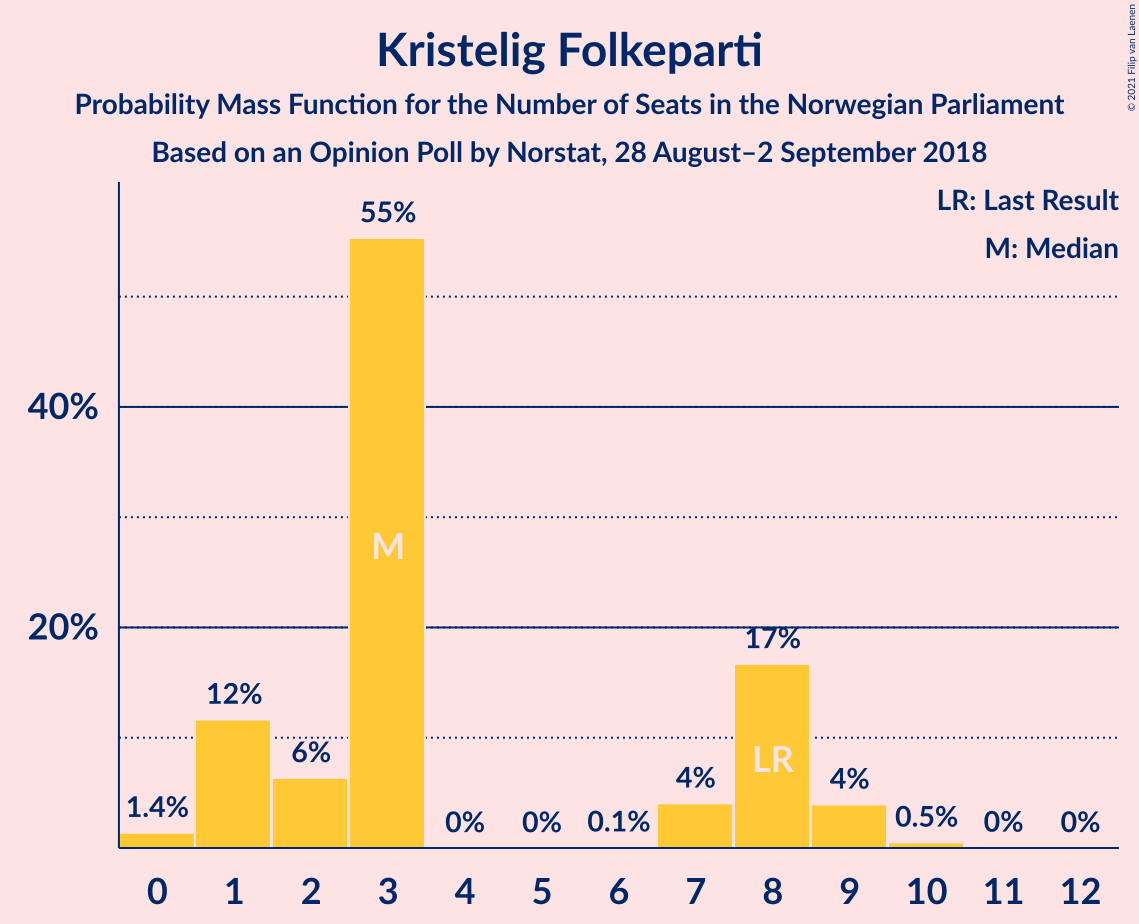 Kristelig Folkeparti
Probability Mass Function for the Number of Seats in the Norwegian Parliament
Based on an Opinion Poll by Norstat, 28 August–2 September 2018
© 2021 Filip van Laenen
LR: Last Result
M: Median
55%
40%
M
20%
17%
12%
6%
LR
4%
4%
1.4%
0%
0%
0.1%
0.5%
0%
0%
0 1 2 3 4 5 6 7 8 9 10 11 12